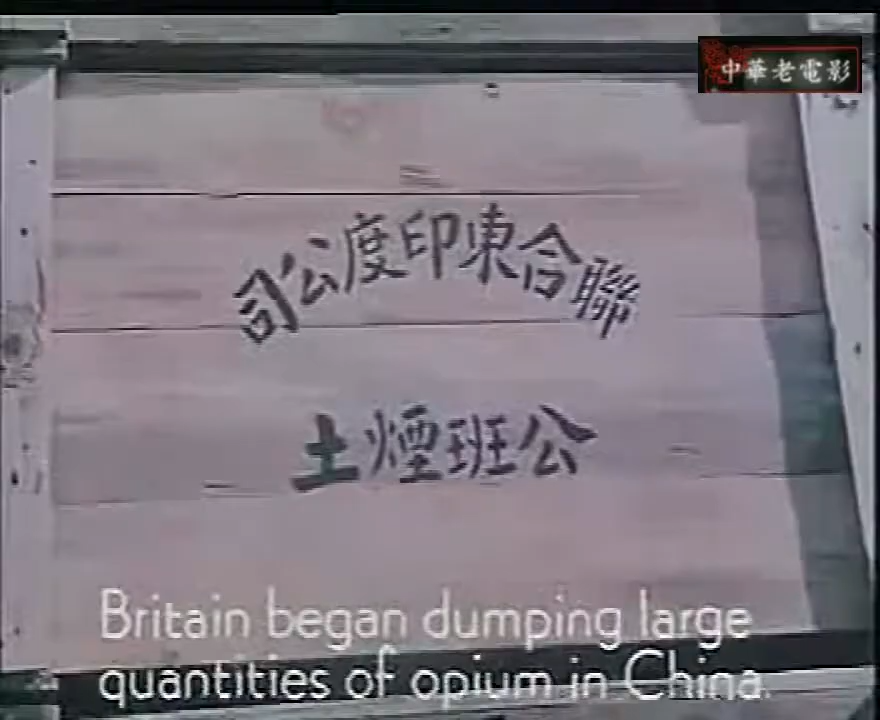 中華老電影
聯合東印度公司
公班煙土
Britain began dumping large
quantities of opium in China.